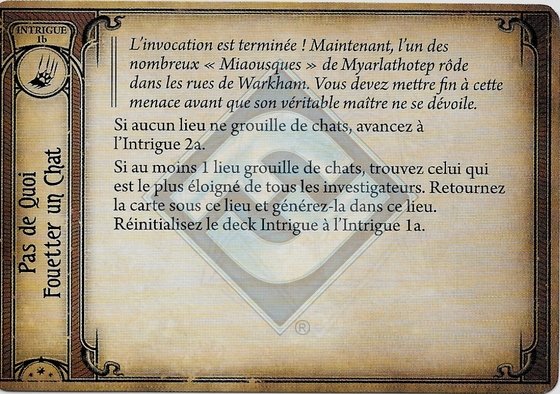 INTRIGUE
1b
Pas de Quoi
Fouetter un Chat
L'invocation est terminée ! Maintenant, l'un des
nombreux « Miaousques » de Myarlathotep rôde
dans les rues de Warkham. Vous devez mettre fin à cette
menace avant que son véritable maître ne se dévoile.
Si aucun lieu ne grouille de chats, avancez à
l'Intrigue 2a.
Si au moins 1 lieu grouille de chats, trouvez celui qui
est le plus éloigné de tous les investigateurs. Retournez
la carte sous ce lieu et générez-la dans ce lieu.
Réinitialisez le deck Intrigue à l'Intrigue 1a.
®